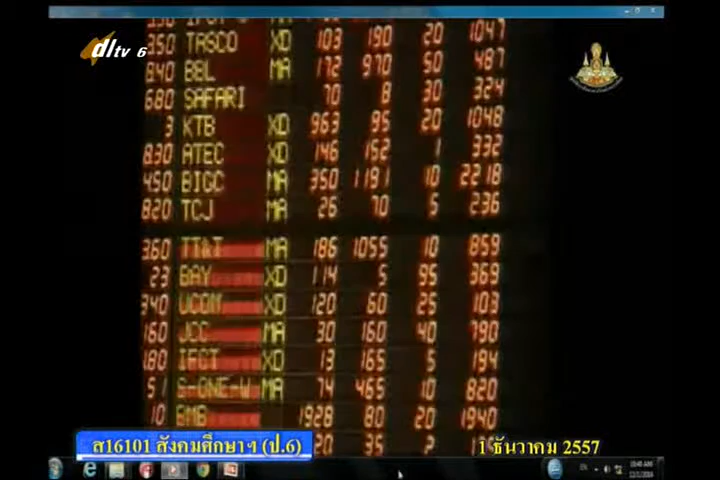 dltv 6
350 TASCO XD 103 190 20 1047
840 BBL MA 172 970 50 487
680 SAFARI 70 8 30 324
3 KTB XD 963 95 20 1048
830 ATEC XD 146 152 1 332
450 BIGC MA 350 1191 10 2218
820 TCJ MA 26 70 5 236
360 TT&T MA 186 1055 10 859
23 BAY XD 114 5 95 369
340 UCOM XD 120 60 25 103
160 JCC MA 30 160 40 790
180 IFCT XD 13 165 5 194
51 S-ONE-W MA 74 465 10 820
10 BMB 1928 80 20 1940
35 2
ส16101 สังคมศึกษาฯ (ป.6)
1 ธันวาคม 2557